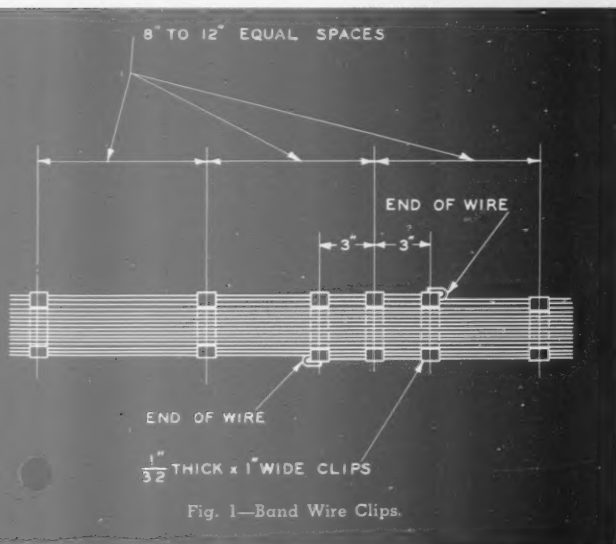 8" TO 12" EQUAL SPACES
END OF WIRE
3" 3"
END OF WIRE
1/32" THICK x 1" WIDE CLIPS
Fig. 1—Band Wire Clips.